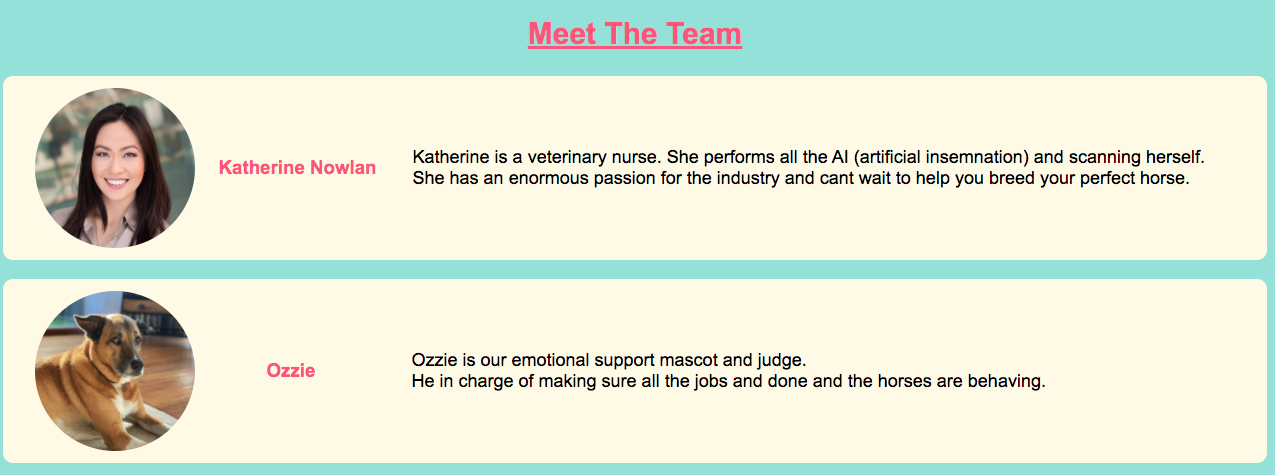 Meet The Team
Katherine Nowlan
Katherine is a veterinary nurse. She performs all the AI (artificial insemnation) and scanning herself.
She has an enormous passion for the industry and cant wait to help you breed your perfect horse.
Ozzie
Ozzie is our emotional support mascot and judge.
He in charge of making sure all the jobs and done and the horses are behaving.